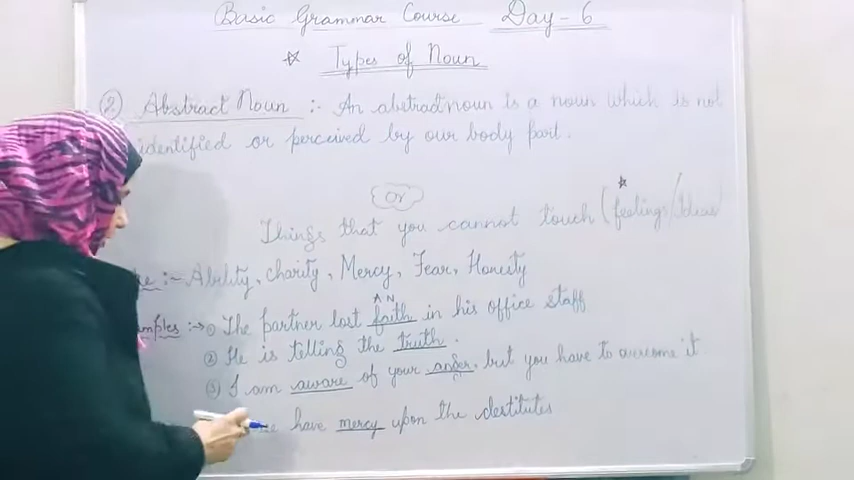 Basic Grammar Course Day - 6
☆ Types of Noun
② Abstract Noun :- An abstract noun is a noun which is not
identified or perceived by our body part.
or
Things that you cannot touch (feelings/Ideas)
:- Ability, charity, Mercy, Fear, Honesty
AN
:→ ① The partner lost faith in his office staff
② He is telling the truth.
③ I am aware of your anger, but you have to overcome it.
have mercy upon the destitutes